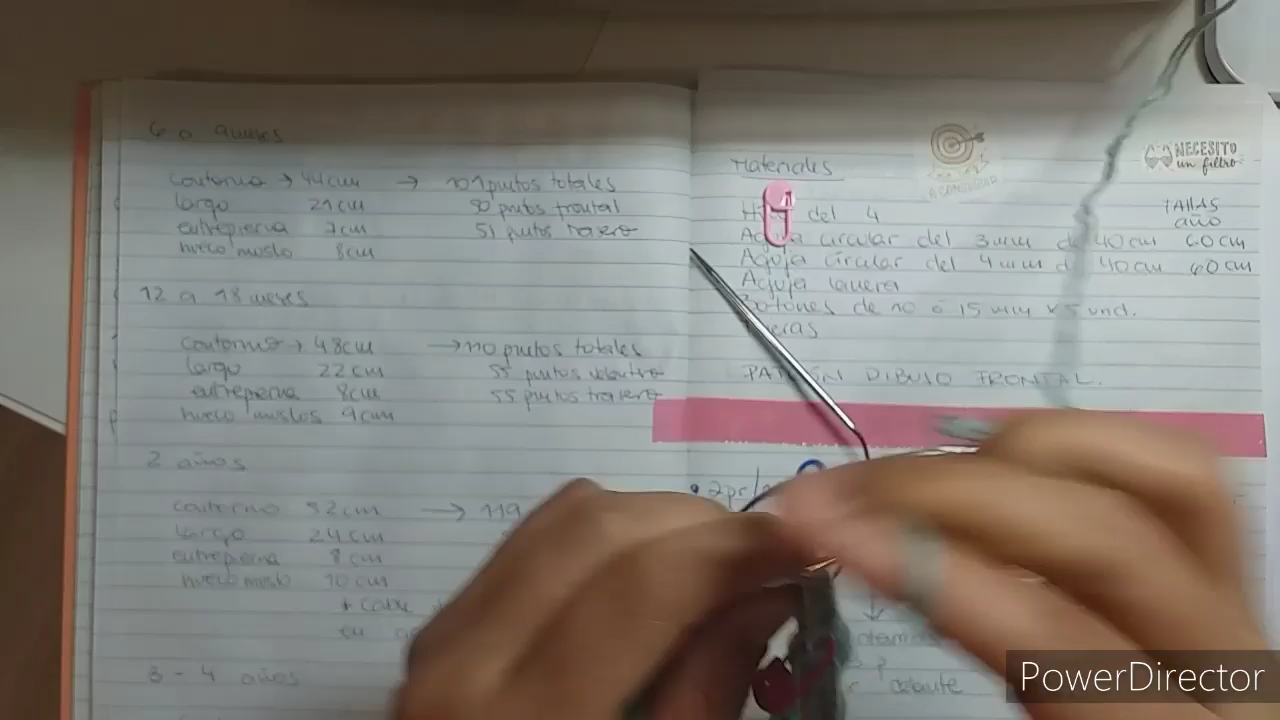 6 a 9 meses
contorno → 44cm → 101 puntos totales
largo 21cm 50 puntos frontal
entrepierna 7cm 51 puntos trasero
hueco muslo 8cm
12 a 18 meses
contorno → 48cm → 110 puntos totales
largo 22cm 55 puntos
entrepierna 8cm 55 puntos trasero
hueco muslos 9cm
2 años
contorno 52cm → 119
largo 24cm
entrepierna 8cm
hueco muslo 10cm
3 - 4 años
Materiales
del 4
Aguja circular del 3mm de 40cm 60cm
Aguja circular del 4mm de 40cm 60cm
Aguja lanera
Botones de 10 ó 15 mm x 5 und.
PATRÓN DIBUJO FRONTAL.
TALLAS
año
A COMENZAR
NECESITO
un filtro
PowerDirector